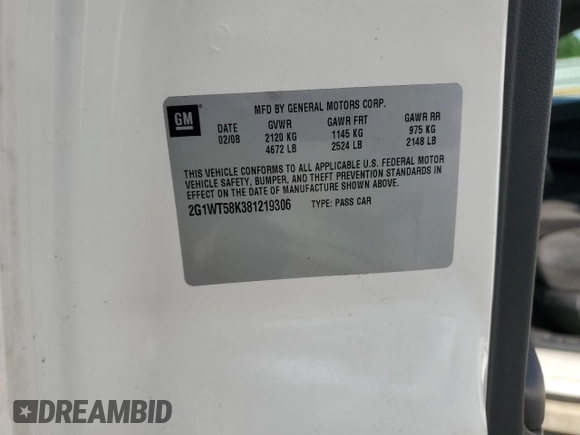 GM
MFD BY GENERAL MOTORS CORP.
DATE GVWR GAWR FRT GAWR RR
02/08 2120 KG 1145 KG 975 KG
4672 LB 2524 LB 2148 LB
THIS VEHICLE CONFORMS TO ALL APPLICABLE U.S. FEDERAL MOTOR
VEHICLE SAFETY, BUMPER, AND THEFT PREVENTION STANDARDS IN
EFFECT ON THE DATE OF MANUFACTURE SHOWN ABOVE.
2G1WT58K381219306 TYPE: PASS CAR
DREAMBID